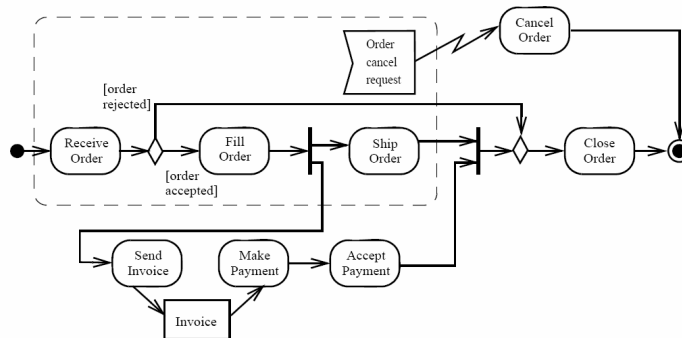 Order
cancel
request
Cancel
Order
[order
rejected]
Receive
Order
Fill
Order
[order
accepted]
Ship
Order
Close
Order
Send
Invoice
Make
Payment
Accept
Payment
Invoice